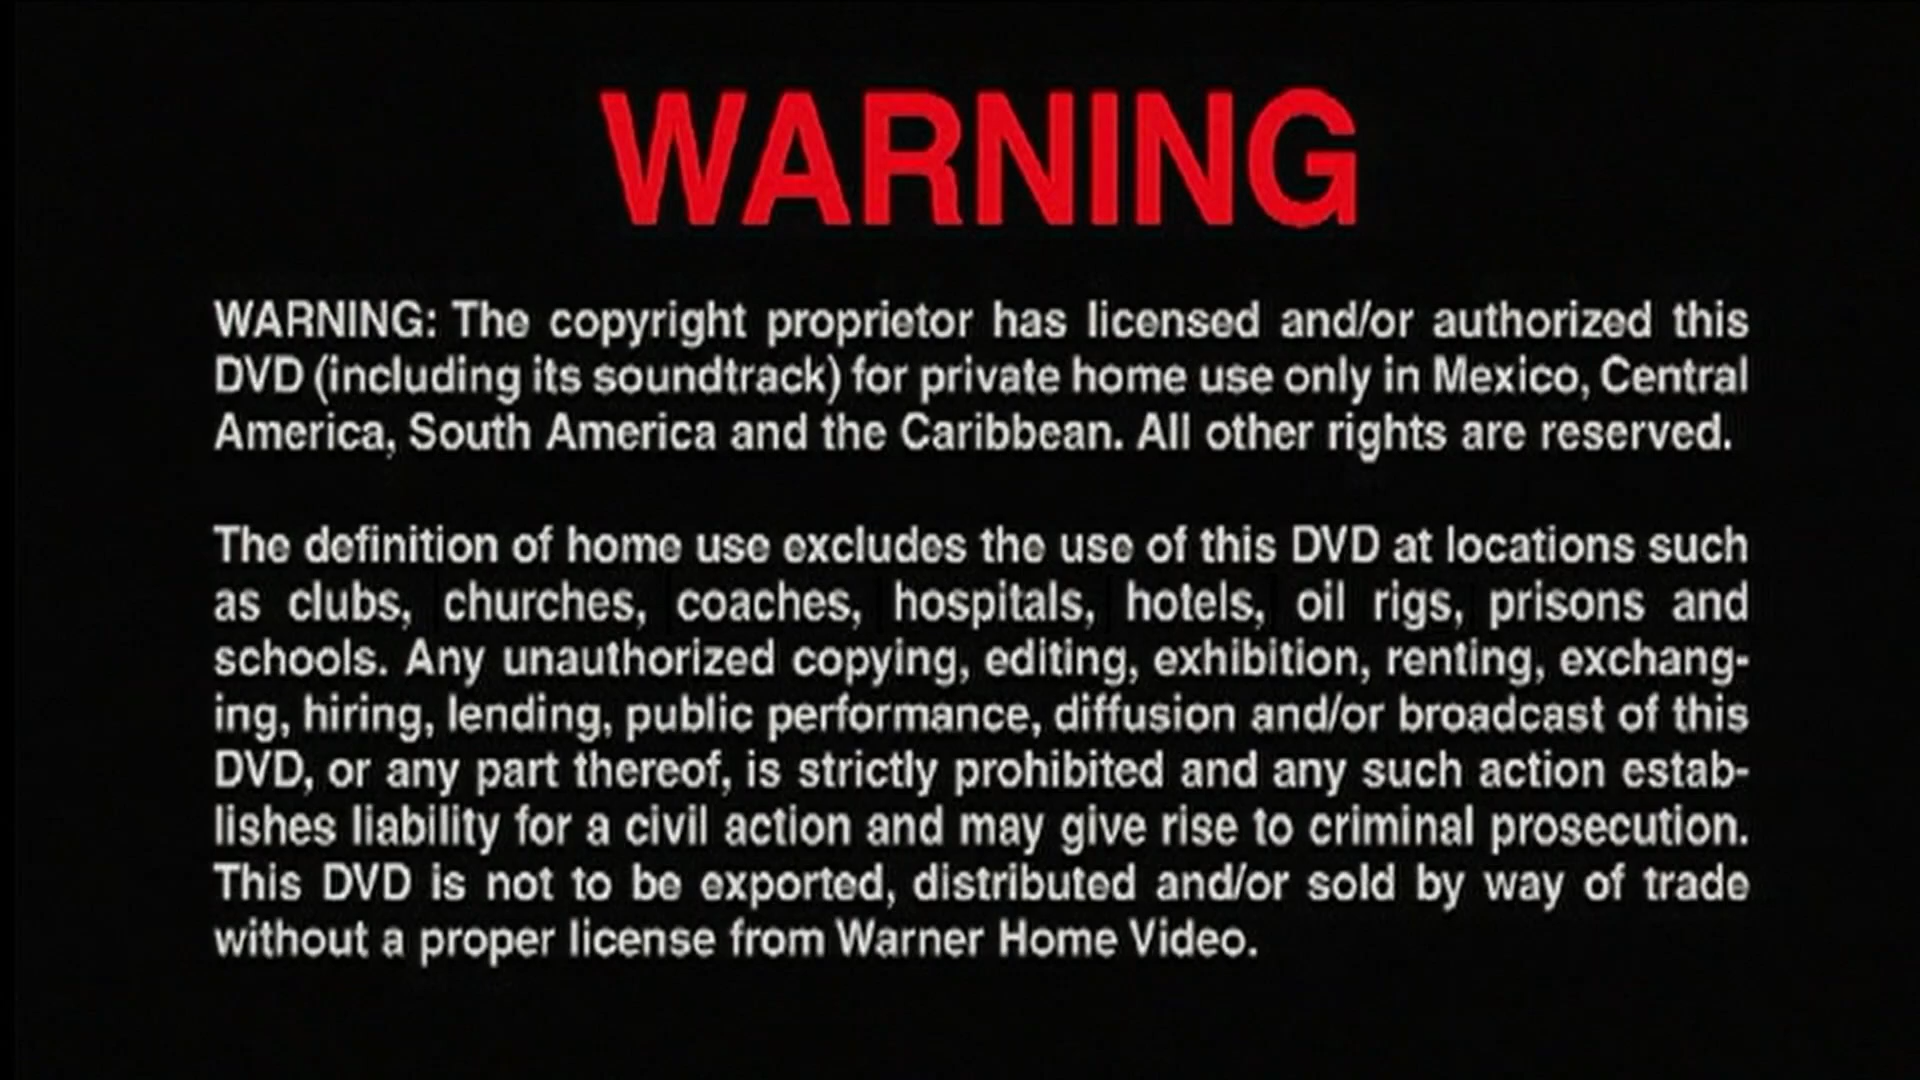 WARNING
WARNING: The copyright proprietor has licensed and/or authorized this
DVD (including its soundtrack) for private home use only in Mexico, Central
America, South America and the Caribbean. All other rights are reserved.
The definition of home use excludes the use of this DVD at locations such
as clubs, churches, coaches, hospitals, hotels, oil rigs, prisons and
schools. Any unauthorized copying, editing, exhibition, renting, exchang-
ing, hiring, lending, public performance, diffusion and/or broadcast of this
DVD, or any part thereof, is strictly prohibited and any such action estab-
lishes liability for a civil action and may give rise to criminal prosecution.
This DVD is not to be exported, distributed and/or sold by way of trade
without a proper license from Warner Home Video.